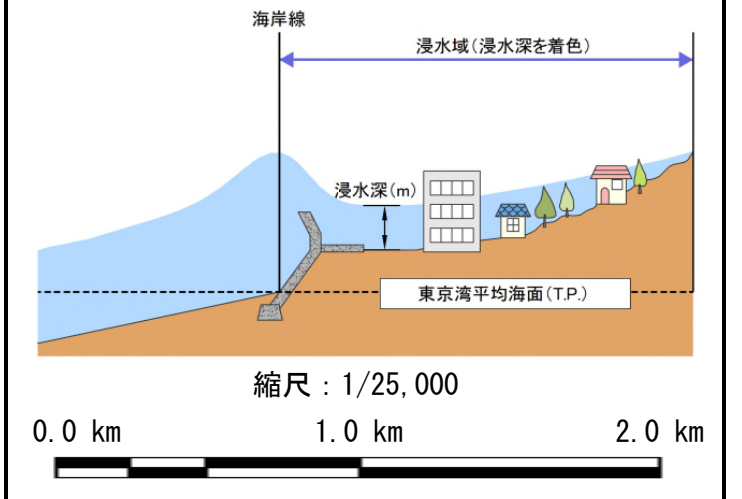 海岸線
浸水域(浸水深を着色)
浸水深(m)
東京湾平均海面(T.P.)
縮尺：1/25,000
0.0 km 1.0 km 2.0 km